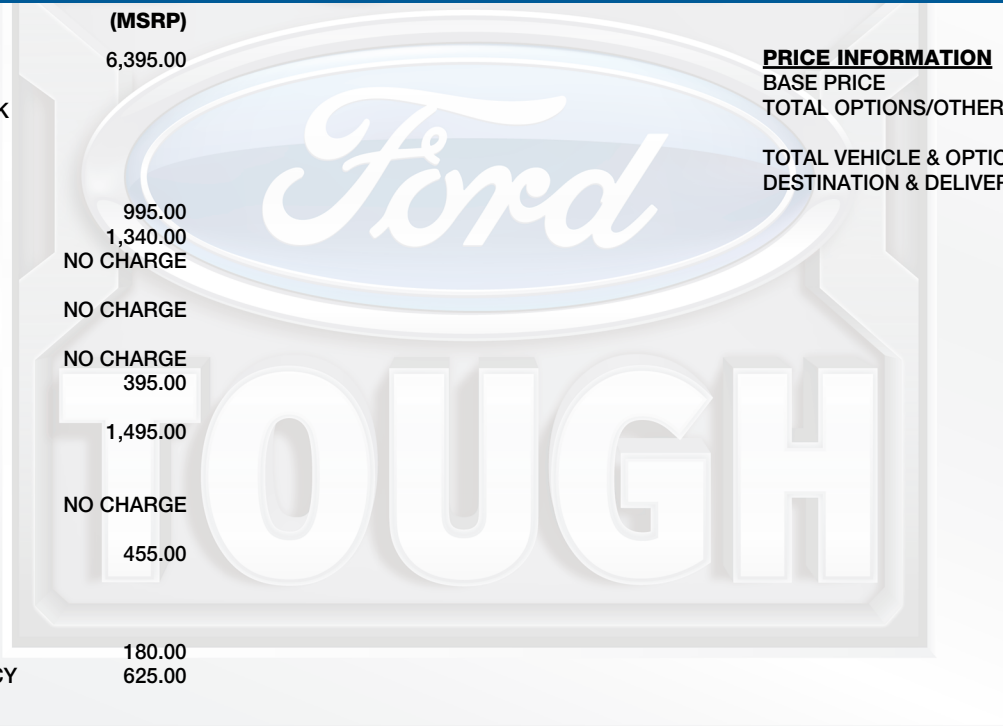 (MSRP)
6,395.00
K
995.00
1,340.00
NO CHARGE
NO CHARGE
NO CHARGE
395.00
1,495.00
NO CHARGE
455.00
180.00
CY 625.00
PRICE INFORMATION
BASE PRICE
TOTAL OPTIONS/OTHER
TOTAL VEHICLE & OPTIO
DESTINATION & DELIVER
Ford
TOUGH